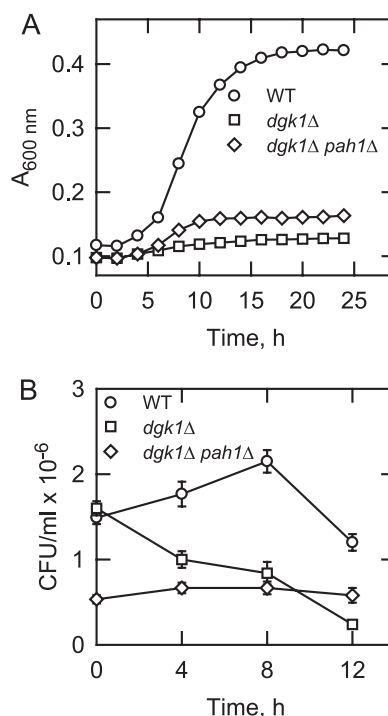 A
0.4
0.3
0.2
0.1
A600 nm
WT
dgk1Δ
dgk1Δ pah1Δ
0 5 10 15 20 25
Time, h
B
3
2
1
0
CFU/ml x 10-6
WT
dgk1Δ
dgk1Δ pah1Δ
0 4 8 12
Time, h